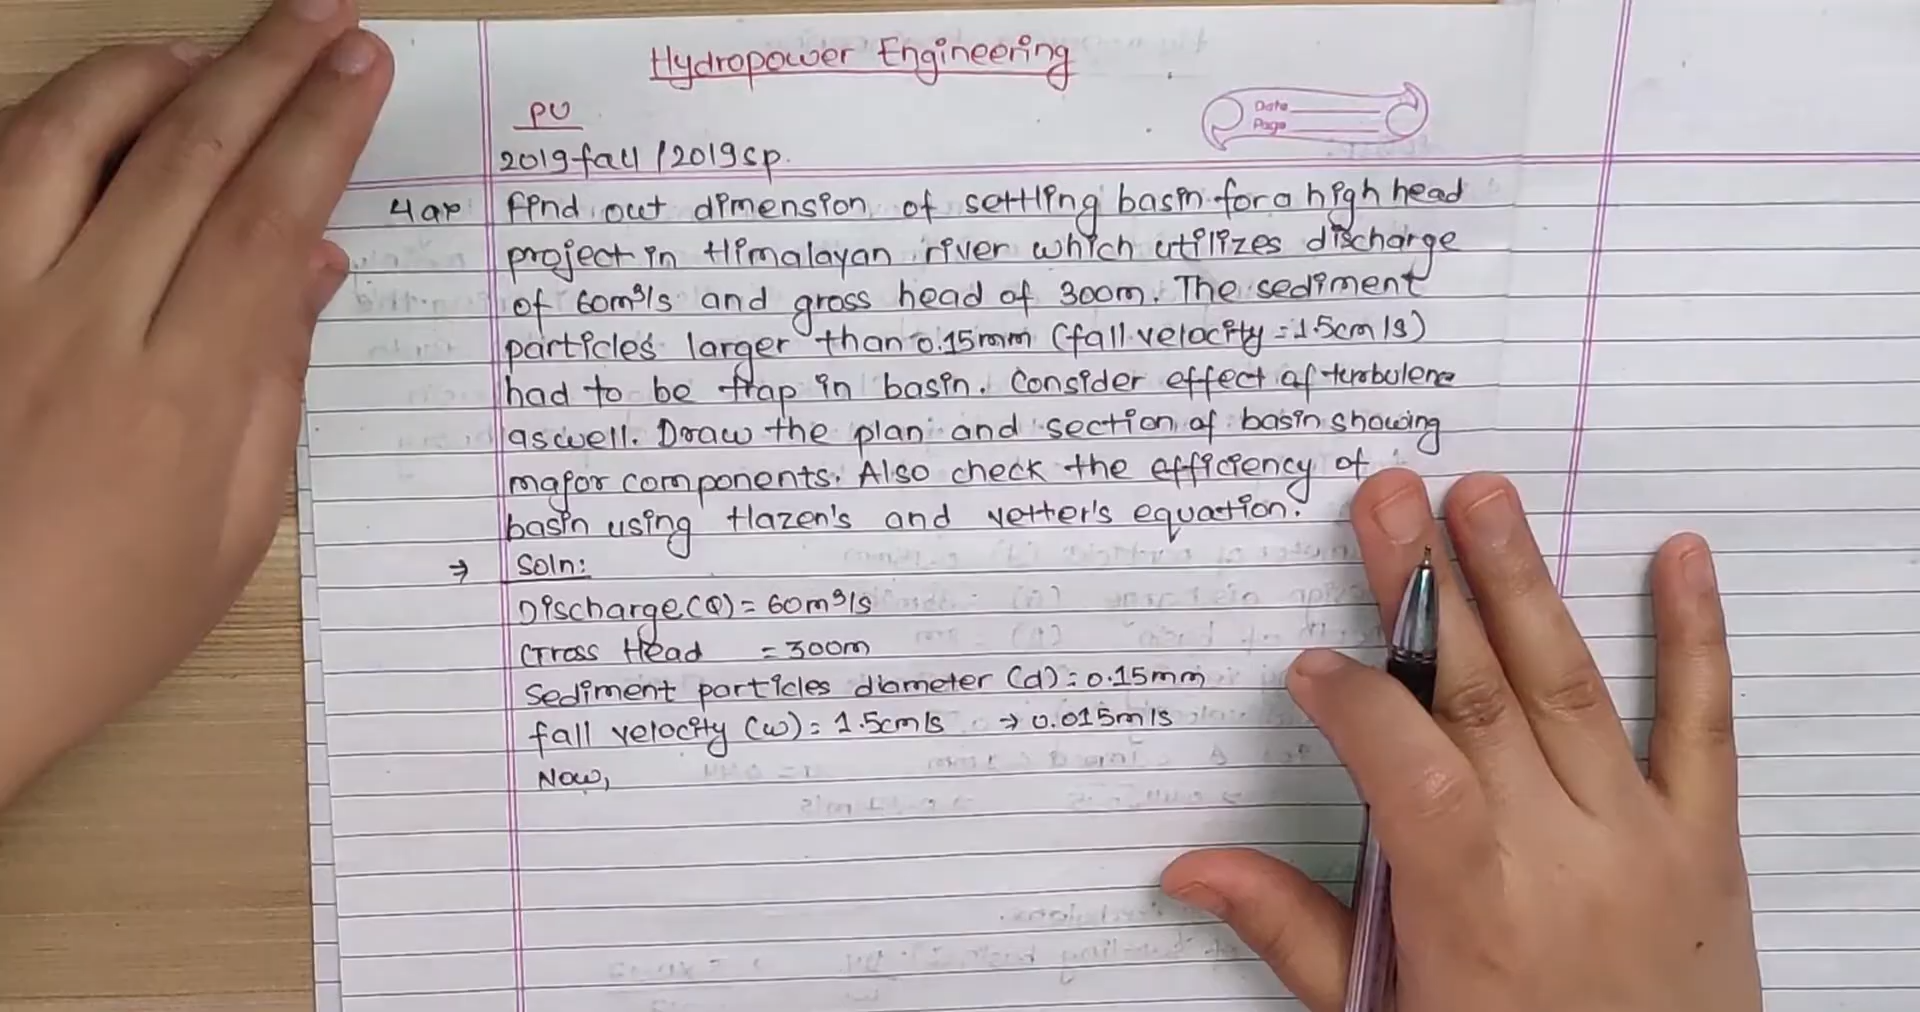 Hydropower Engineering
PU
Date
Page
2019 fall / 2019 sp.
4 a) Find out dimension of settling basin for a high head
project in Himalayan river which utilizes discharge
of 60m³/s and gross head of 300m. The sediment
particles larger than 0.15mm (fall velocity = 1.5cm/s)
had to be trap in basin. Consider effect of turbulence
as well. Draw the plan and section of basin showing
major components. Also check the efficiency of
basin using Hazen's and vetter's equation.
→ Soln:
Discharge (Q) = 60m³/s
Gross Head = 300m
Sediment particles diameter (d) = 0.15mm
fall velocity (w) = 1.5cm/s → 0.015m/s
Now,